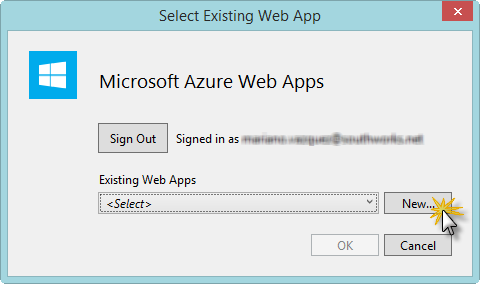 Select Existing Web App
Microsoft Azure Web Apps
Sign Out Signed in as
Existing Web Apps
<Select> New...
OK Cancel